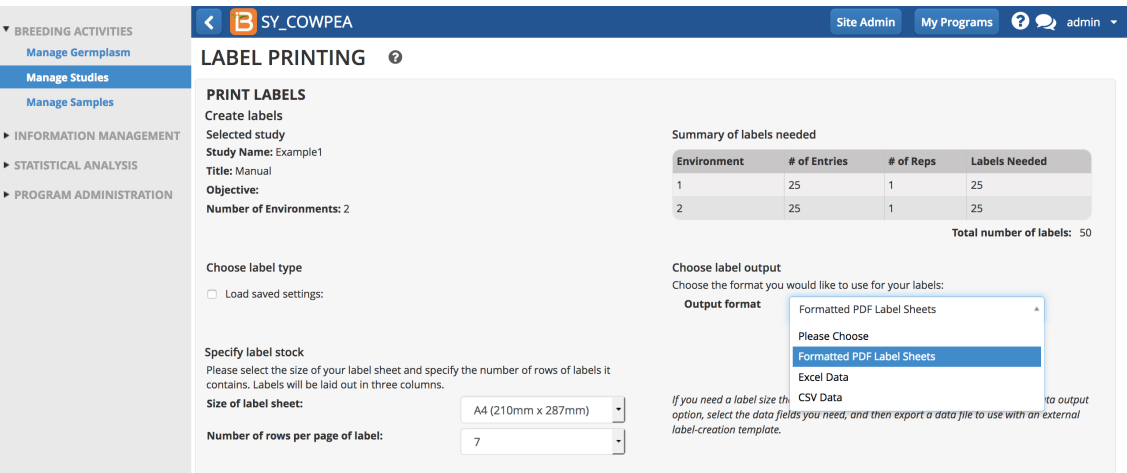 BREEDING ACTIVITIES
Manage Germplasm
Manage Studies
Manage Samples
INFORMATION MANAGEMENT
STATISTICAL ANALYSIS
PROGRAM ADMINISTRATION
SY_COWPEA
Site Admin My Programs ? admin
LABEL PRINTING ?
PRINT LABELS
Create labels
Selected study
Study Name: Example1
Title: Manual
Objective:
Number of Environments: 2
Summary of labels needed
Environment # of Entries # of Reps Labels Needed
1 25 1 25
2 25 1 25
Total number of labels: 50
Choose label type
Load saved settings:
Choose label output
Choose the format you would like to use for your labels:
Output format Formatted PDF Label Sheets
Please Choose
Formatted PDF Label Sheets
Excel Data
CSV Data
Specify label stock
Please select the size of your label sheet and specify the number of rows of labels it
contains. Labels will be laid out in three columns.
Size of label sheet: A4 (210mm x 287mm)
Number of rows per page of label: 7
If you need a label size output
option, select the data fields you need, and then export a data file to use with an external
label-creation template.